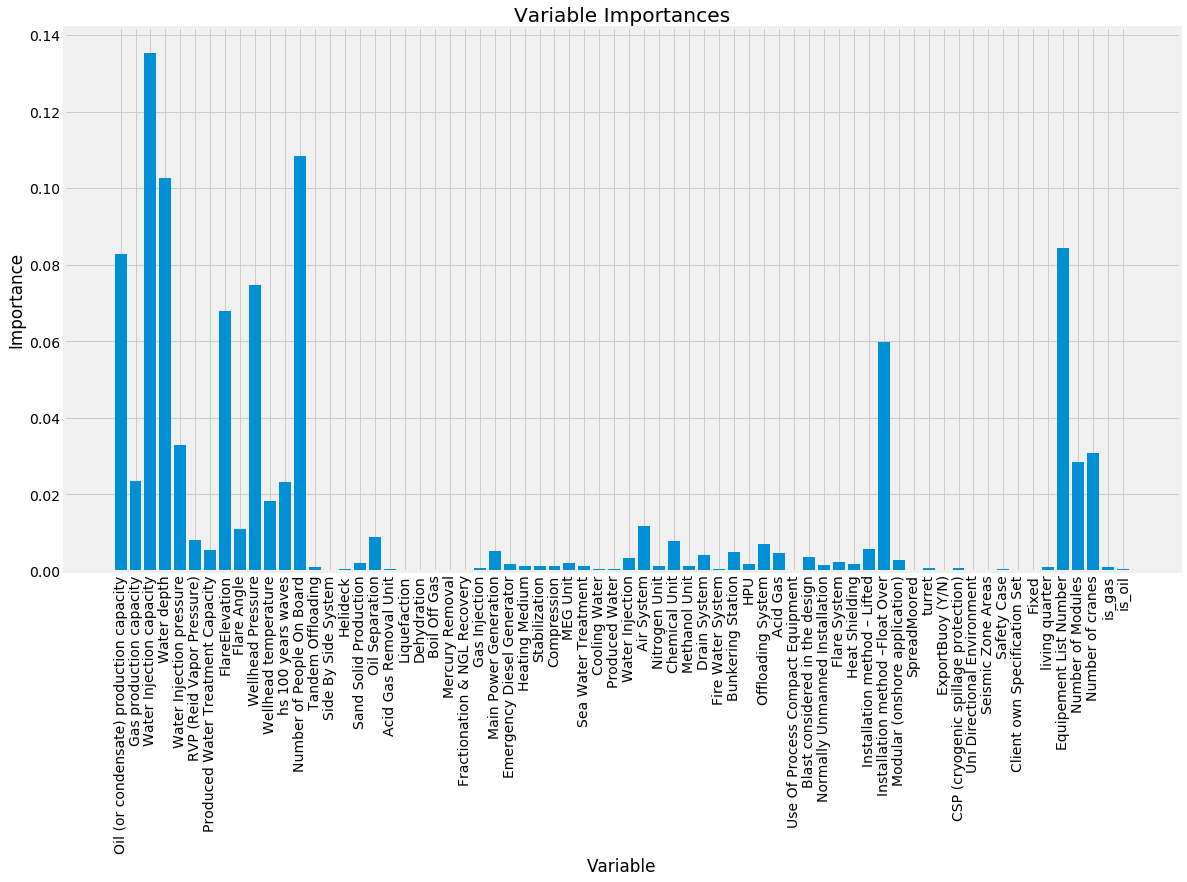 Variable Importances
0.14
0.12
0.10
0.08
0.06
0.04
0.02
0.00
Importance
Oil (or condensate) production capacity
Gas production capacity
Water Injection capacity
Water depth
Water Injection pressure
RVP (Reid Vapor Pressure)
Produced Water Treatment Capacity
FlareElevation
Flare Angle
Wellhead Pressure
Wellhead temperature
hs 100 years waves
Number of People On Board
Tandem Offloading
Side By Side System
Helideck
Sand Solid Production
Oil Separation
Acid Gas Removal Unit
Liquefaction
Dehydration
Boil Off Gas
Mercury Removal
Fractionation & NGL Recovery
Gas Injection
Main Power Generation
Emergency Diesel Generator
Heating Medium
Stabilization
Compression
MEG Unit
Sea Water Treatment
Cooling Water
Produced Water
Water Injection
Air System
Nitrogen Unit
Chemical Unit
Methanol Unit
Drain System
Fire Water System
Bunkering Station
HPU
Offloading System
Acid Gas
Use Of Process Compact Equipment
Blast considered in the design
Normally Unmanned Installation
Flare System
Heat Shielding
Installation method – Lifted
Installation method –Float Over
Modular (onshore application)
SpreadMoored
turret
ExportBuoy (Y/N)
CSP (cryogenic spillage protection)
Uni Directional Environment
Seismic Zone Areas
Safety Case
Client own Specification Set
Fixed
living quarter
Equipement List Number
Number of Modules
Number of cranes
is_gas
is_oil
Variable